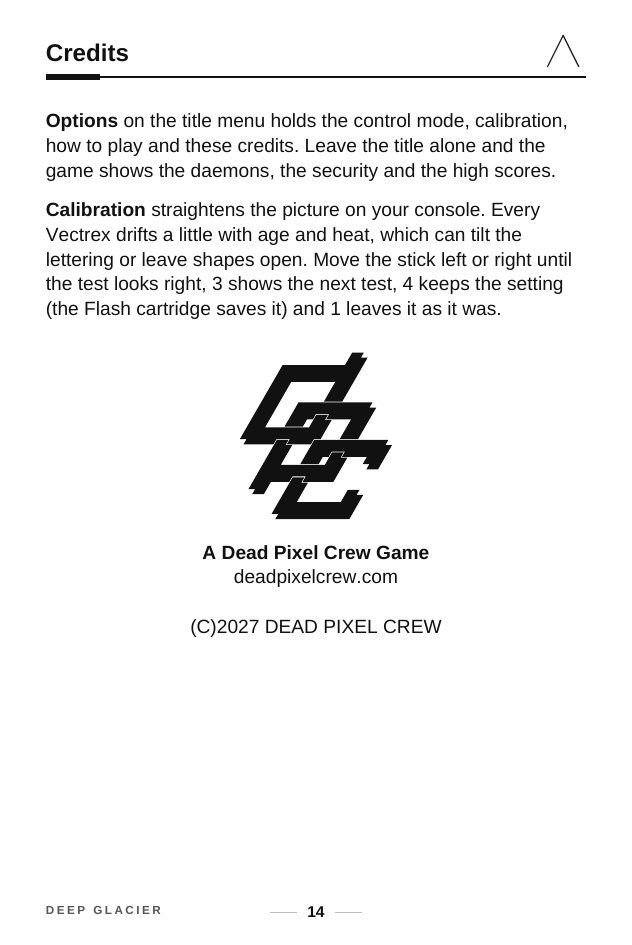 Credits
Options on the title menu holds the control mode, calibration,
how to play and these credits. Leave the title alone and the
game shows the daemons, the security and the high scores.
Calibration straightens the picture on your console. Every
Vectrex drifts a little with age and heat, which can tilt the
lettering or leave shapes open. Move the stick left or right until
the test looks right, 3 shows the next test, 4 keeps the setting
(the Flash cartridge saves it) and 1 leaves it as it was.
A Dead Pixel Crew Game
deadpixelcrew.com
(C)2027 DEAD PIXEL CREW
DEEP GLACIER
14